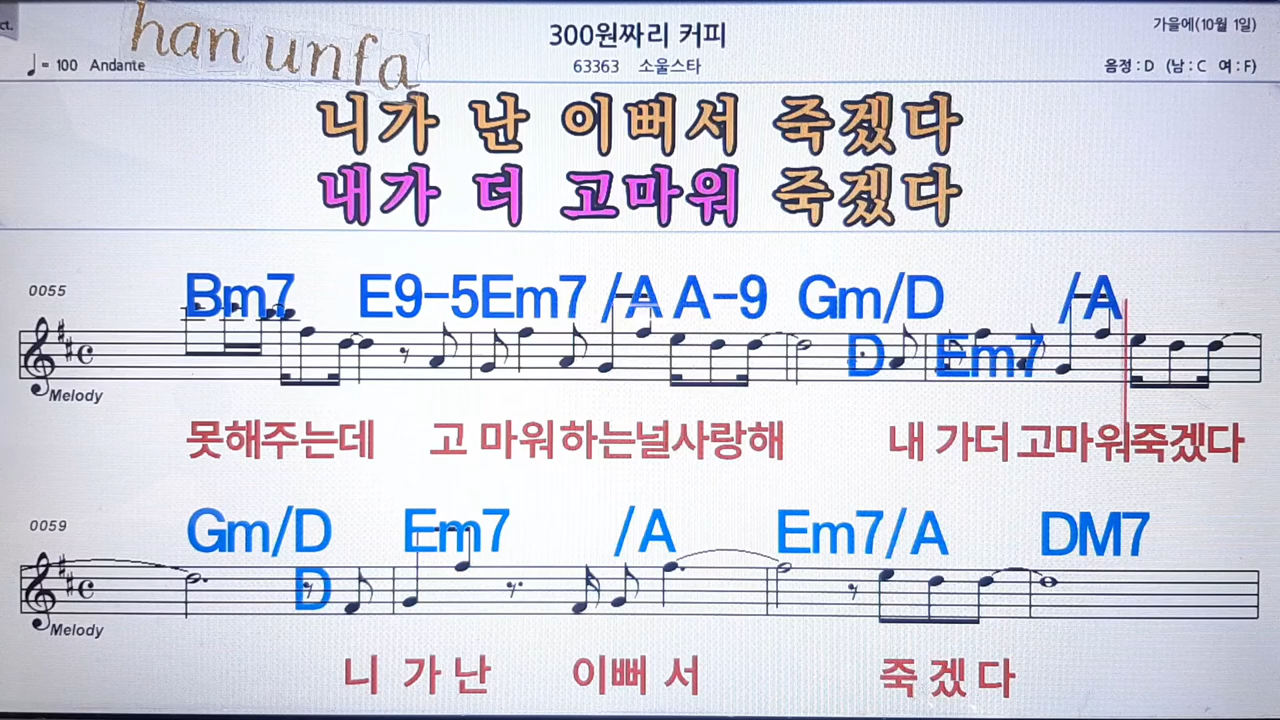 ct.
han unfa
300원짜리 커피
가을에(10월 1일)
♩= 100 Andante
63363 소울스타
음정 : D (남 : C 여 : F)
니가 난 이뻐서 죽겠다
내가 더 고마워 죽겠다
0055
Bm7 E9-5 Em7 /A A-9 Gm/D /A
D Em7
Melody
못해주는데 고 마워하는널사랑해 내 가더 고마워죽겠다
0059
Gm/D Em7 /A Em7/A DM7
D
Melody
니 가 난 이뻐 서 죽 겠 다